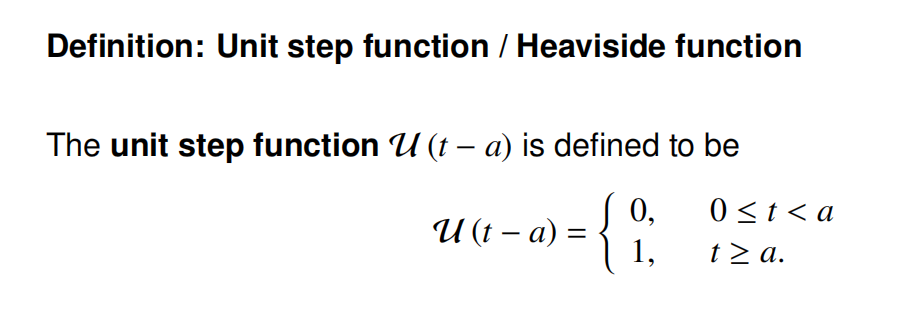 Definition: Unit step function / Heaviside function
The unit step function 𝒰 (t − a) is defined to be
𝒰 (t − a) = { 0, 0 ≤ t < a
1, t ≥ a.